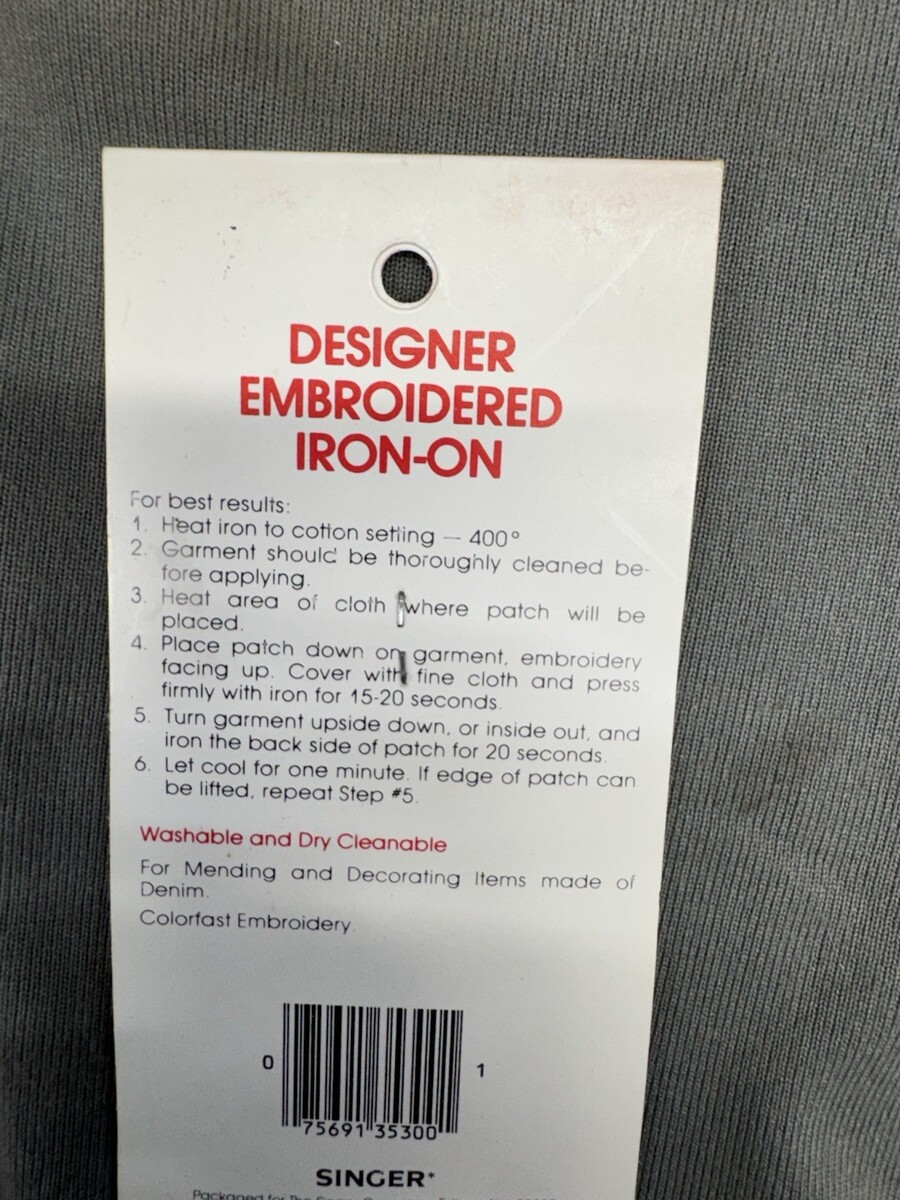 DESIGNER
EMBROIDERED
IRON-ON
For best results:
1. Heat iron to cotton setting — 400°
2. Garment should be thoroughly cleaned be-
fore applying.
3. Heat area of cloth where patch will be
placed.
4. Place patch down on garment, embroidery
facing up. Cover with fine cloth and press
firmly with iron for 15-20 seconds.
5. Turn garment upside down, or inside out, and
iron the back side of patch for 20 seconds.
6. Let cool for one minute. If edge of patch can
be lifted, repeat Step #5.
Washable and Dry Cleanable
For Mending and Decorating Items made of
Denim.
Colorfast Embroidery.
0 75691 35300 1
SINGER*
Packaged for The Singer